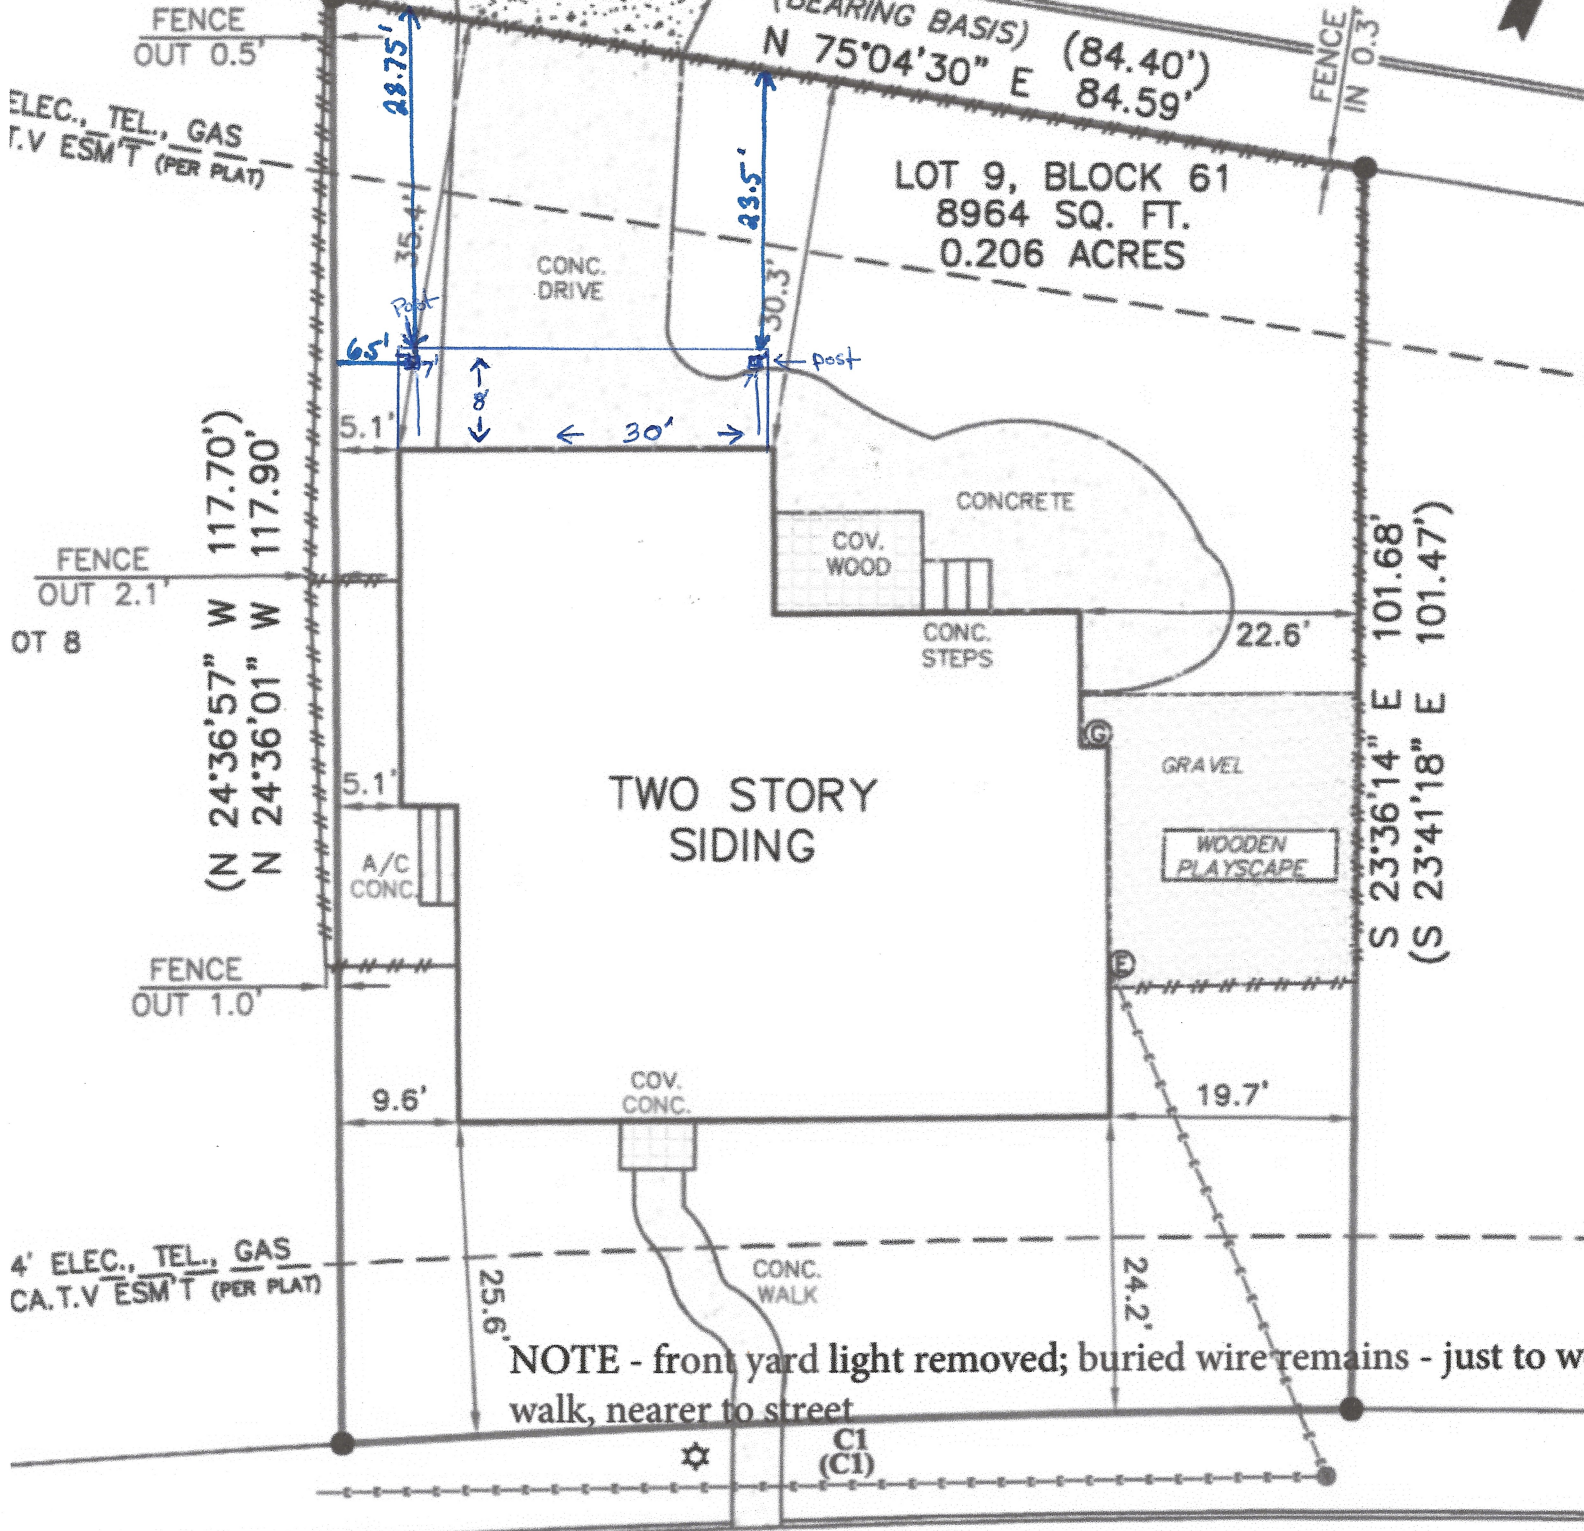 FENCE
OUT 0.5'
28.75'
(BEARING BASIS)
(84.40')
N 75°04'30" E 84.59'
FENCE
IN 0.3'
ELEC., TEL., GAS
T.V ESM'T (PER PLAT)
35.4'
23.5'
30.3'
LOT 9, BLOCK 61
8964 SQ. FT.
0.206 ACRES
CONC.
DRIVE
Post
6.5'
7'
8'
7'
← post
5.1'
← 30' →
(N 24°36'57" W 117.70')
N 24°36'01" W 117.90'
FENCE
OUT 2.1'
OT 8
COV.
WOOD
CONCRETE
CONC.
STEPS
22.6'
S 23°36'14" E 101.68'
(S 23°41'18" E 101.47')
5.1'
TWO STORY
SIDING
G
GRAVEL
WOODEN
PLAYSCAPE
A/C
CONC.
FENCE
OUT 1.0'
E
9.6'
COV.
CONC.
19.7'
4' ELEC., TEL., GAS
CA.T.V ESM'T (PER PLAT)
25.6'
CONC.
WALK
24.2'
NOTE - front yard light removed; buried wire remains - just to w
walk, nearer to street
C1
(C1)